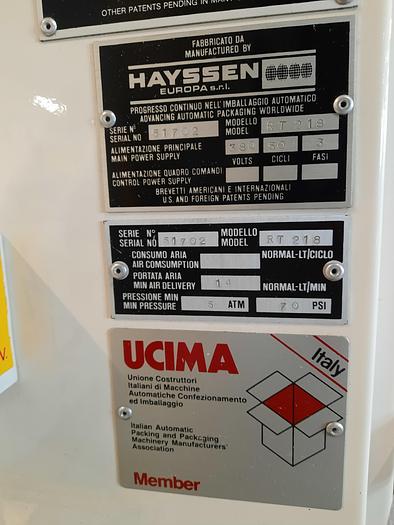 OTHER PATENTS PENDING IN MANY
FABBRICATO DA
MANUFACTURED BY
HAYSSEN
EUROPA s.r.l.
PROGRESSO CONTINUO NELL'IMBALLAGGIO AUTOMATICO
ADVANCING AUTOMATIC PACKAGING WORLDWIDE
SERIE N° 51702 MODELLO RT 218
SERIAL NO MODEL
ALIMENTAZIONE PRINCIPALE 380 50 3
MAIN POWER SUPPLY VOLTS CICLI FASI
ALIMENTAZIONE QUADRO COMANDI
CONTROL POWER SUPPLY
BREVETTI AMERICANI E INTERNAZIONALI
U.S. AND FOREIGN PATENTS PENDING
SERIE N° 51702 MODELLO RT 218
SERIAL NO MODEL
CONSUMO ARIA NORMAL-LT/CICLO
AIR COMSUMPTION
PORTATA ARIA 14 NORMAL-LT/MIN
MIN AIR DELIVERY
PRESSIONE MIN 5 ATM 70 PSI
MIN PRESSURE
UCIMA
Italy
Unione Costruttori
Italiani di Macchine
Automatiche Confezionamento
ed Imballaggio
Italian Automatic
Packing and Packaging
Machinery Manufacturers'
Association
Member
V.